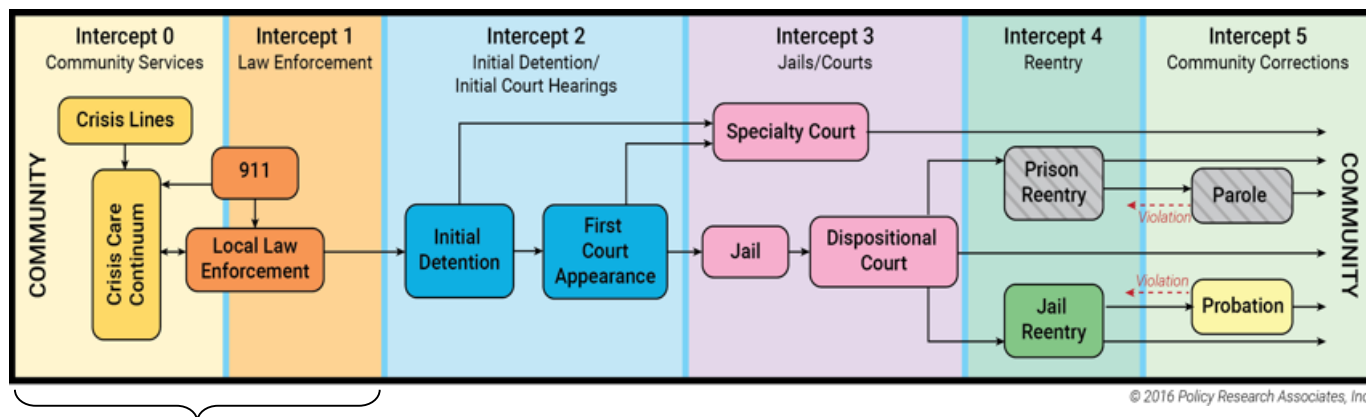 Intercept 0
Community Services
Intercept 1
Law Enforcement
Intercept 2
Initial Detention/
Initial Court Hearings
Intercept 3
Jails/Courts
Intercept 4
Reentry
Intercept 5
Community Corrections
COMMUNITY
Crisis Lines
Crisis Care
Continuum
911
Local Law
Enforcement
Initial
Detention
First
Court
Appearance
Specialty Court
Jail
Dispositional
Court
Prison
Reentry
Violation
Parole
Jail
Reentry
Violation
Probation
COMMUNITY
© 2016 Policy Research Associates, Inc